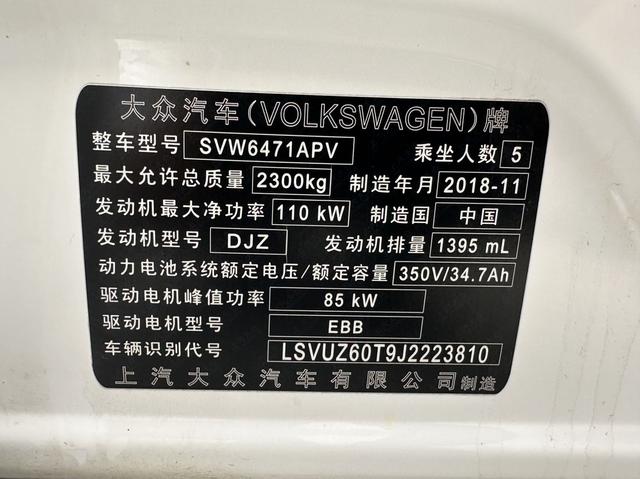 大众汽车(VOLKSWAGEN)牌
整车型号 SVW6471APV 乘坐人数 5
最大允许总质量 2300kg 制造年月 2018-11
发动机最大净功率 110 kW 制造国 中国
发动机型号 DJZ 发动机排量 1395 mL
动力电池系统额定电压/额定容量 350V/34.7Ah
驱动电机峰值功率 85 kW
驱动电机型号 EBB
车辆识别代号 LSVUZ60T9J2223810
上汽大众汽车有限公司制造